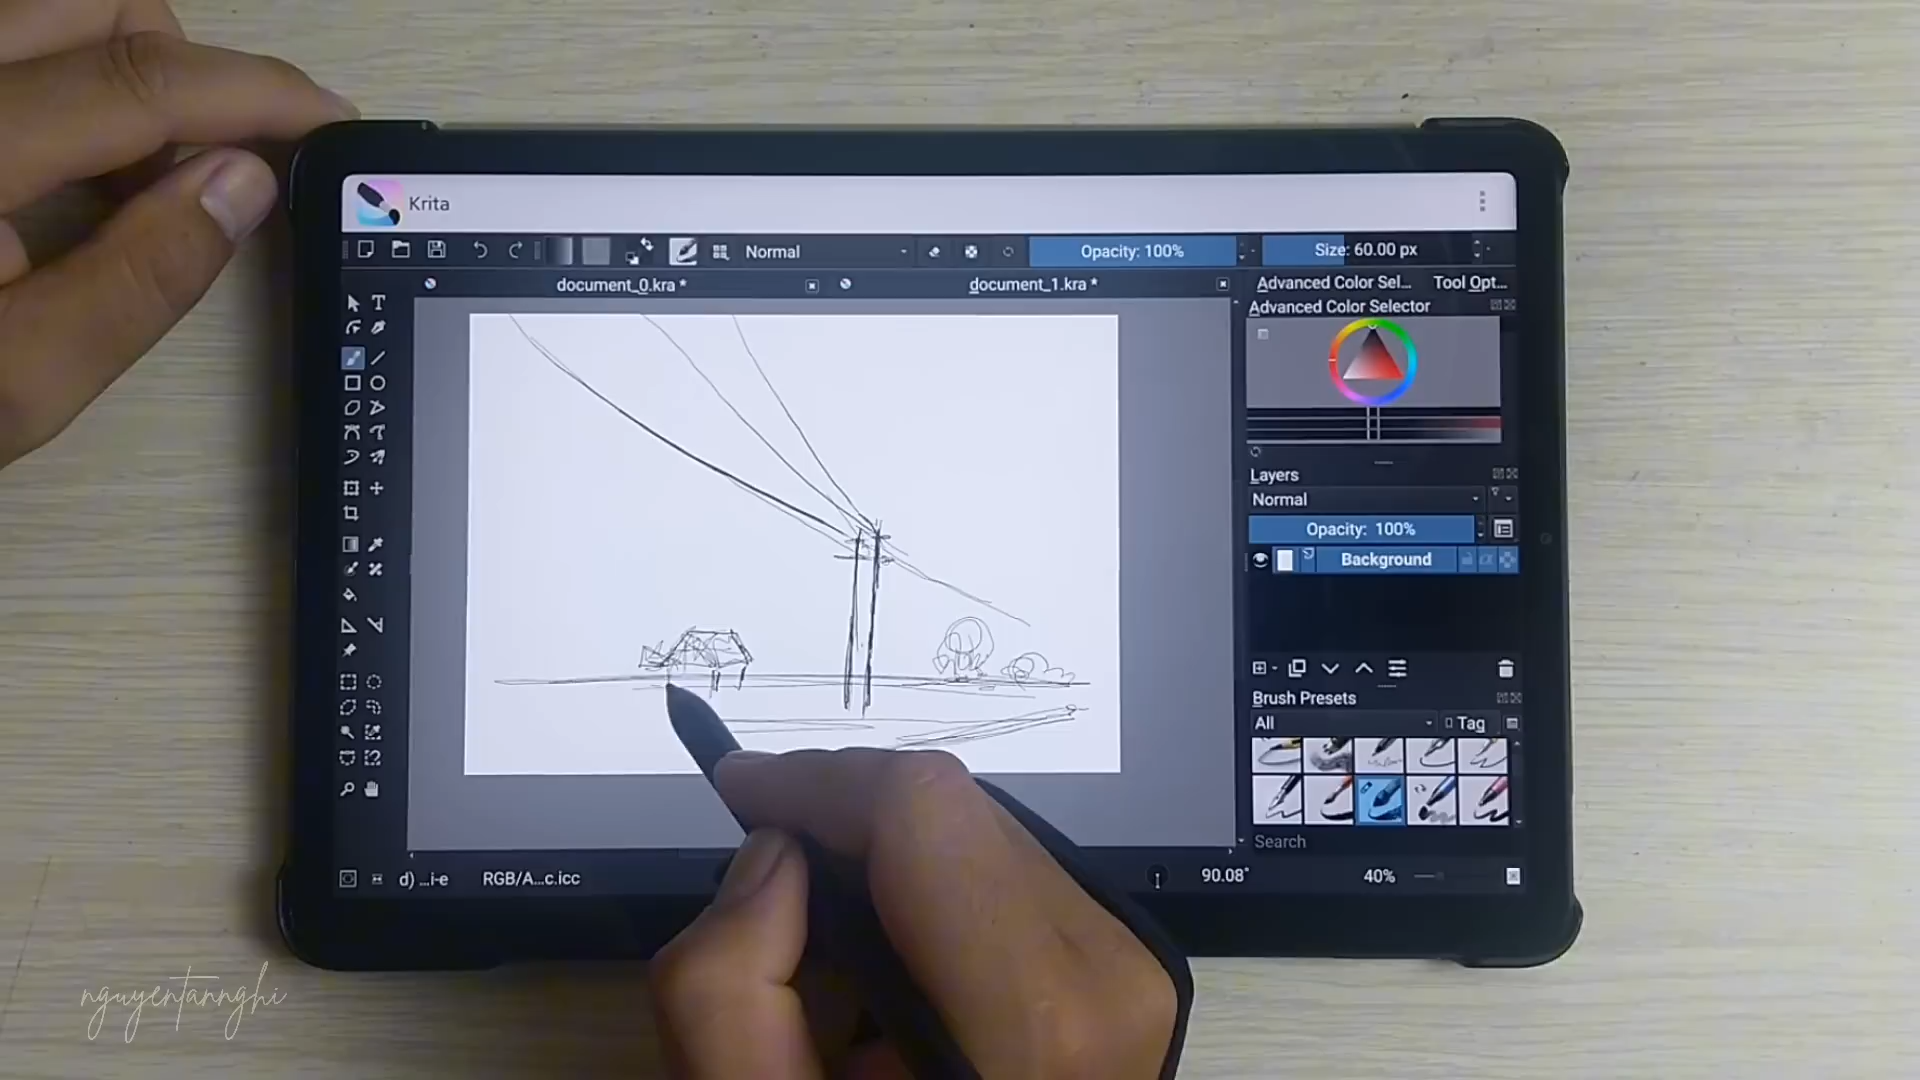 Krita
Normal
Opacity: 100%
Size: 60.00 px
document_0.kra *
document_1.kra *
Advanced Color Sel...
Tool Opt...
Advanced Color Selector
Layers
Normal
Opacity: 100%
Background
Brush Presets
All
Tag
Search
d) ...i-e
RGB/A...c.icc
90.08°
40%
nguyentannghi